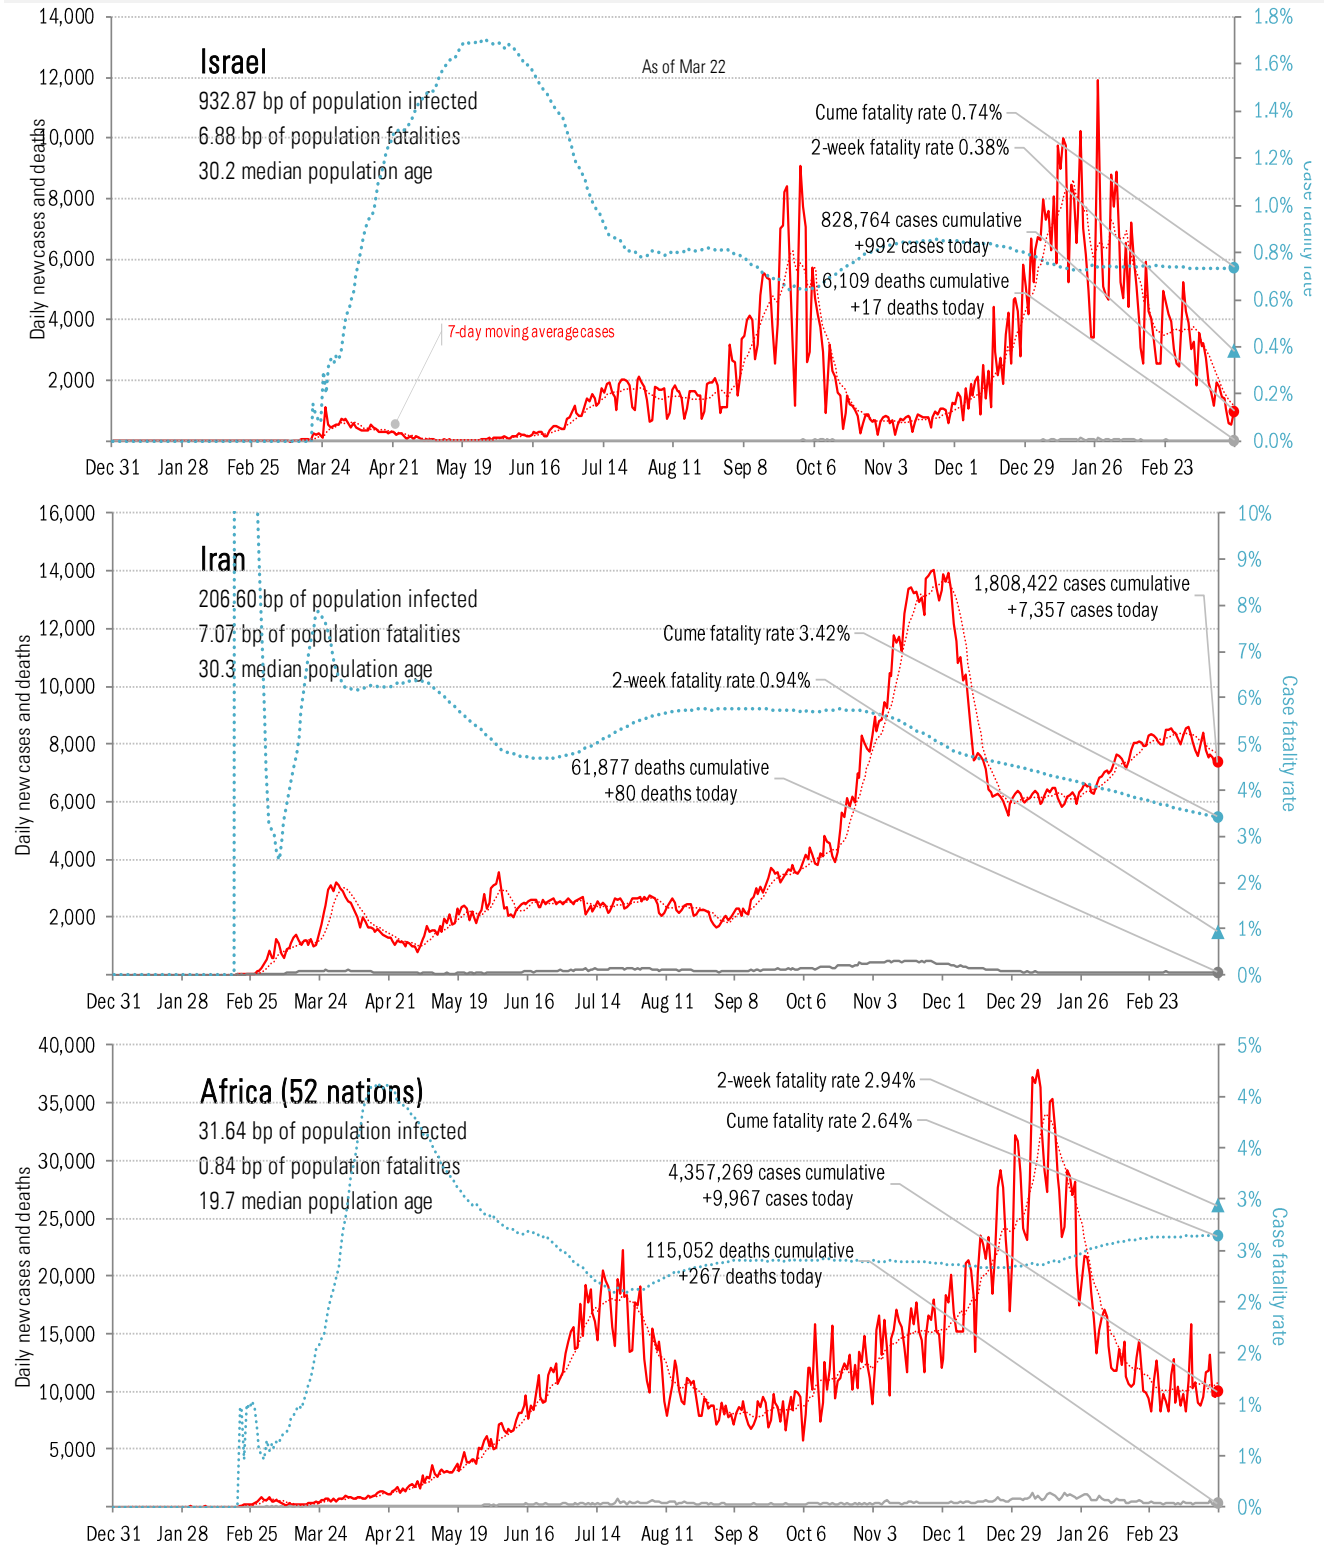 14,000
12,000
10,000
8,000
6,000
4,000
2,000
Daily new cases and deaths
Israel
932.87 bp of population infected
6.88 bp of population fatalities
30.2 median population age
As of Mar 22
Cume fatality rate 0.74%
2-week fatality rate 0.38%
828,764 cases cumulative
+992 cases today
6,109 deaths cumulative
+17 deaths today
7-day moving average cases
1.8%
1.6%
1.4%
1.2%
1.0%
0.8%
0.6%
0.4%
0.2%
0.0%
Case fatality rate
Dec 31 Jan 28 Feb 25 Mar 24 Apr 21 May 19 Jun 16 Jul 14 Aug 11 Sep 8 Oct 6 Nov 3 Dec 1 Dec 29 Jan 26 Feb 23
16,000
14,000
12,000
10,000
8,000
6,000
4,000
2,000
Daily new cases and deaths
Iran
206.60 bp of population infected
7.07 bp of population fatalities
30.3 median population age
1,808,422 cases cumulative
+7,357 cases today
Cume fatality rate 3.42%
2-week fatality rate 0.94%
61,877 deaths cumulative
+80 deaths today
10%
9%
8%
7%
6%
5%
4%
3%
2%
1%
0%
Case fatality rate
Dec 31 Jan 28 Feb 25 Mar 24 Apr 21 May 19 Jun 16 Jul 14 Aug 11 Sep 8 Oct 6 Nov 3 Dec 1 Dec 29 Jan 26 Feb 23
40,000
35,000
30,000
25,000
20,000
15,000
10,000
5,000
Daily new cases and deaths
Africa (52 nations)
31.64 bp of population infected
0.84 bp of population fatalities
19.7 median population age
2-week fatality rate 2.94%
Cume fatality rate 2.64%
4,357,269 cases cumulative
+9,967 cases today
115,052 deaths cumulative
+267 deaths today
5%
4%
4%
3%
3%
2%
2%
1%
1%
0%
Case fatality rate
Dec 31 Jan 28 Feb 25 Mar 24 Apr 21 May 19 Jun 16 Jul 14 Aug 11 Sep 8 Oct 6 Nov 3 Dec 1 Dec 29 Jan 26 Feb 23